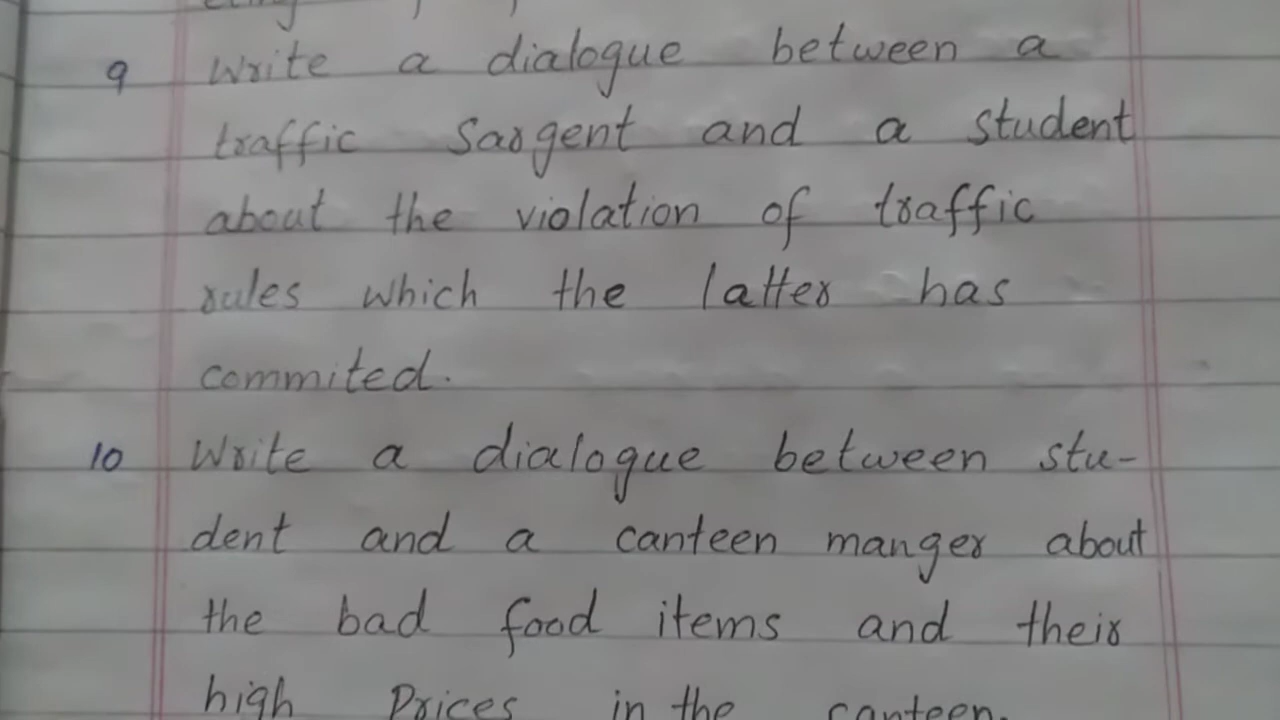 9 Write a dialogue between a
traffic Sargent and a student
about the violation of traffic
rules which the latter has
commited.
10 Write a dialogue between stu-
dent and a canteen manger about
the bad food items and their
high Prices in the canteen.